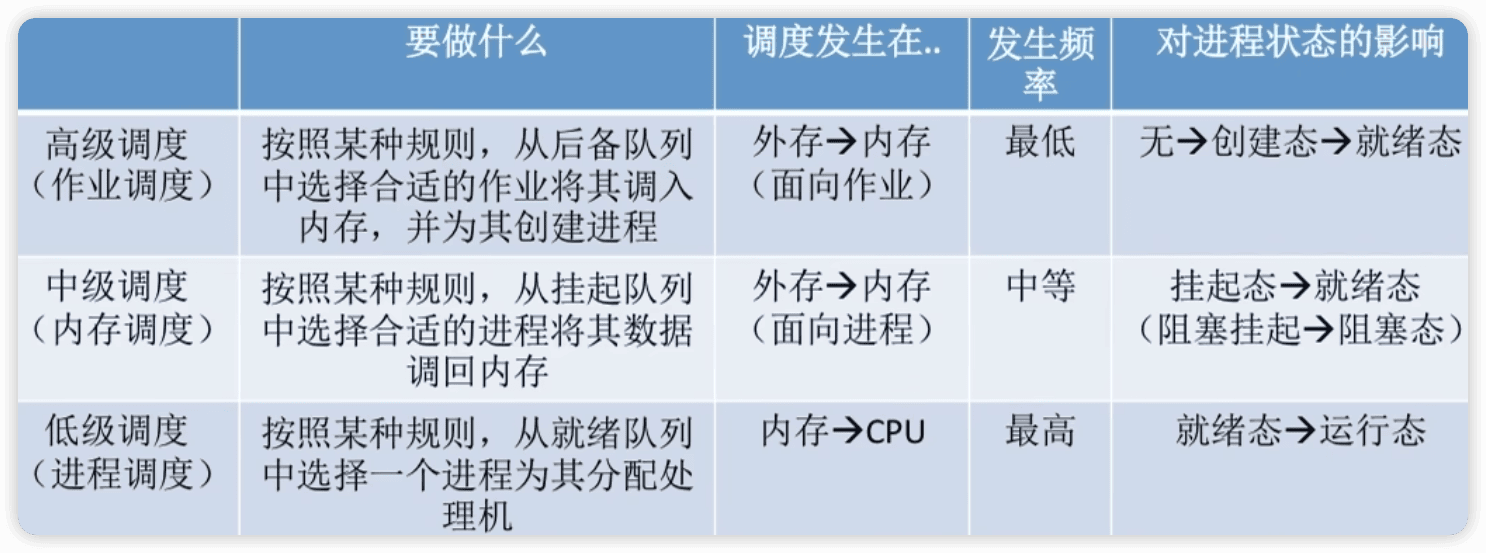 要做什么
调度发生在..
发生频
率
对进程状态的影响
高级调度
（作业调度）
按照某种规则，从后备队列
中选择合适的作业将其调入
内存，并为其创建进程
外存→内存
（面向作业）
最低
无→创建态→就绪态
中级调度
（内存调度）
按照某种规则，从挂起队列
中选择合适的进程将其数据
调回内存
外存→内存
（面向进程）
中等
挂起态→就绪态
（阻塞挂起→阻塞态）
低级调度
（进程调度）
按照某种规则，从就绪队列
中选择一个进程为其分配处
理机
内存→CPU
最高
就绪态→运行态